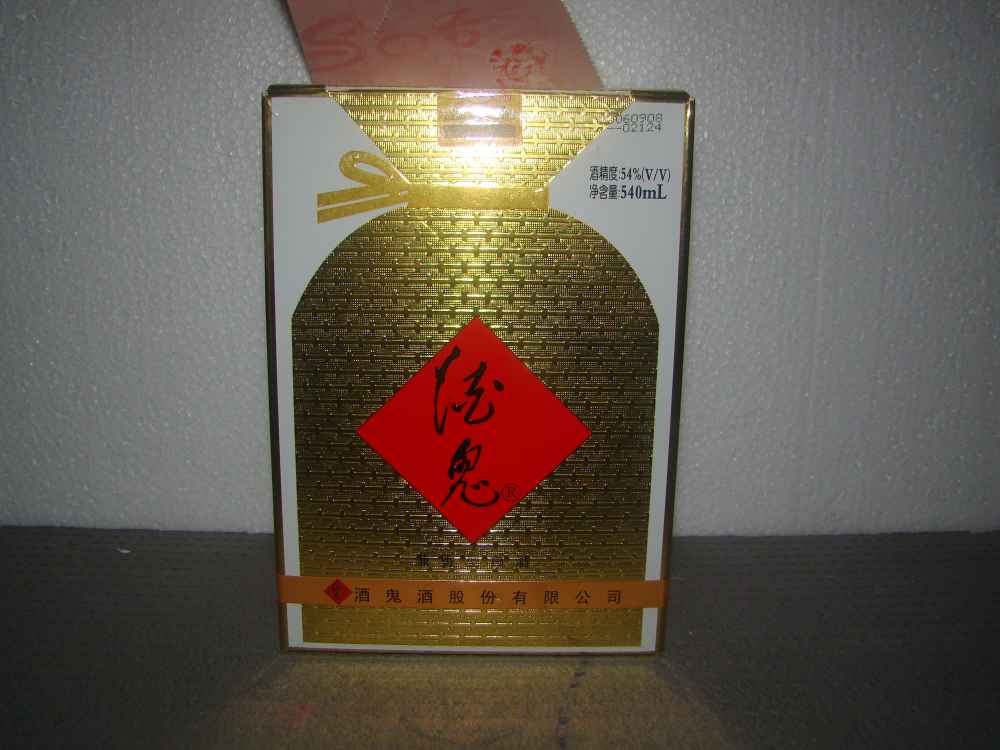 060908
02124
酒精度:54%(V/V)
净含量:540mL
酒
鬼®
酒鬼酒股份有限公司